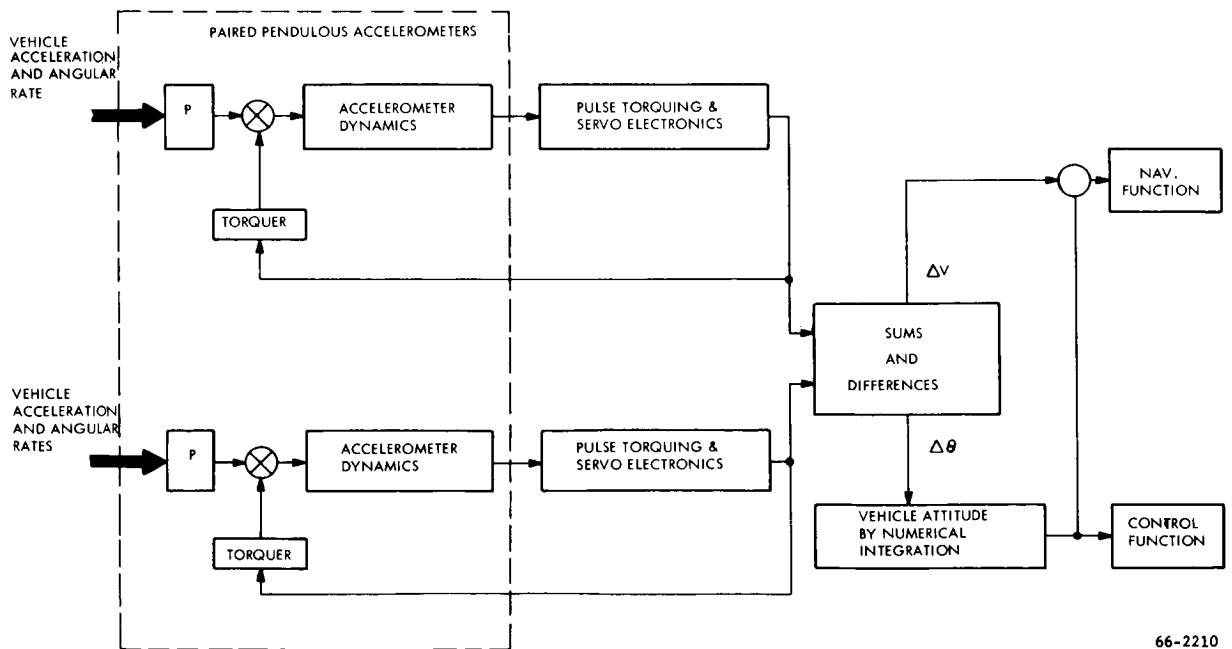 PAIRED PENDULOUS ACCELEROMETERS
VEHICLE
ACCELERATION
AND ANGULAR
RATE
P
ACCELEROMETER
DYNAMICS
PULSE TORQUING &
SERVO ELECTRONICS
TORQUER
NAV.
FUNCTION
ΔV
SUMS
AND
DIFFERENCES
VEHICLE
ACCELERATION
AND ANGULAR
RATES
P
ACCELEROMETER
DYNAMICS
PULSE TORQUING &
SERVO ELECTRONICS
Δθ
TORQUER
VEHICLE ATTITUDE
BY NUMERICAL
INTEGRATION
CONTROL
FUNCTION
66-2210